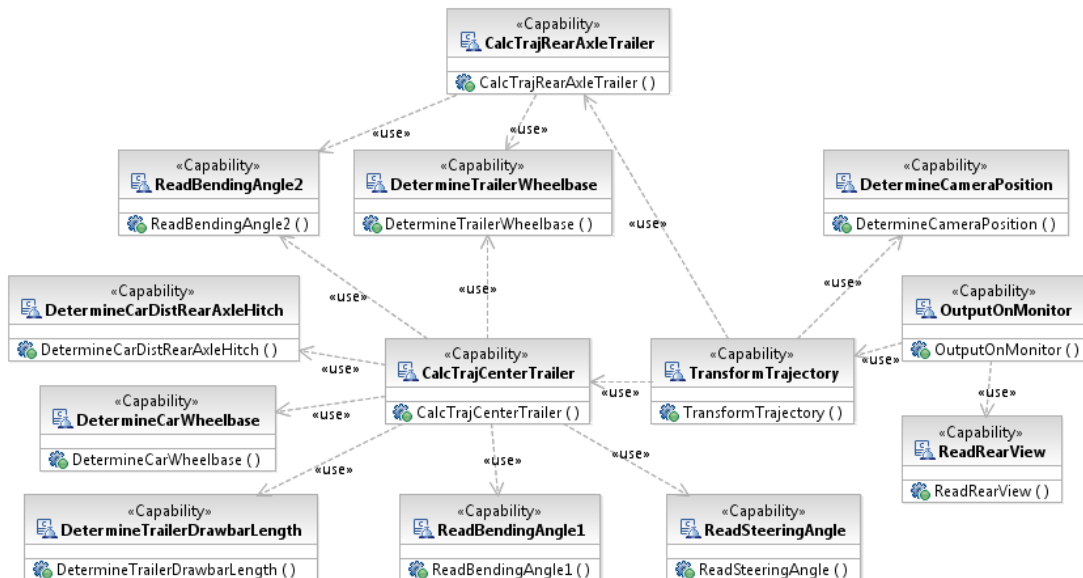 «Capability»
CalcTrajRearAxleTrailer
CalcTrajRearAxleTrailer ( )
«use»
«use»
«Capability»
ReadBendingAngle2
ReadBendingAngle2 ( )
«Capability»
DetermineTrailerWheelbase
DetermineTrailerWheelbase ( )
«Capability»
DetermineCameraPosition
DetermineCameraPosition ( )
«use»
«use»
«use»
«use»
«Capability»
DetermineCarDistRearAxleHitch
DetermineCarDistRearAxleHitch ( )
«Capability»
OutputOnMonitor
OutputOnMonitor ( )
«use»
«Capability»
CalcTrajCenterTrailer
CalcTrajCenterTrailer ( )
«use»
«Capability»
TransformTrajectory
TransformTrajectory ( )
«use»
«use»
«Capability»
DetermineCarWheelbase
DetermineCarWheelbase ( )
«use»
«Capability»
ReadRearView
ReadRearView ( )
«use»
«use»
«use»
«Capability»
DetermineTrailerDrawbarLength
DetermineTrailerDrawbarLength ( )
«Capability»
ReadBendingAngle1
ReadBendingAngle1 ( )
«Capability»
ReadSteeringAngle
ReadSteeringAngle ( )